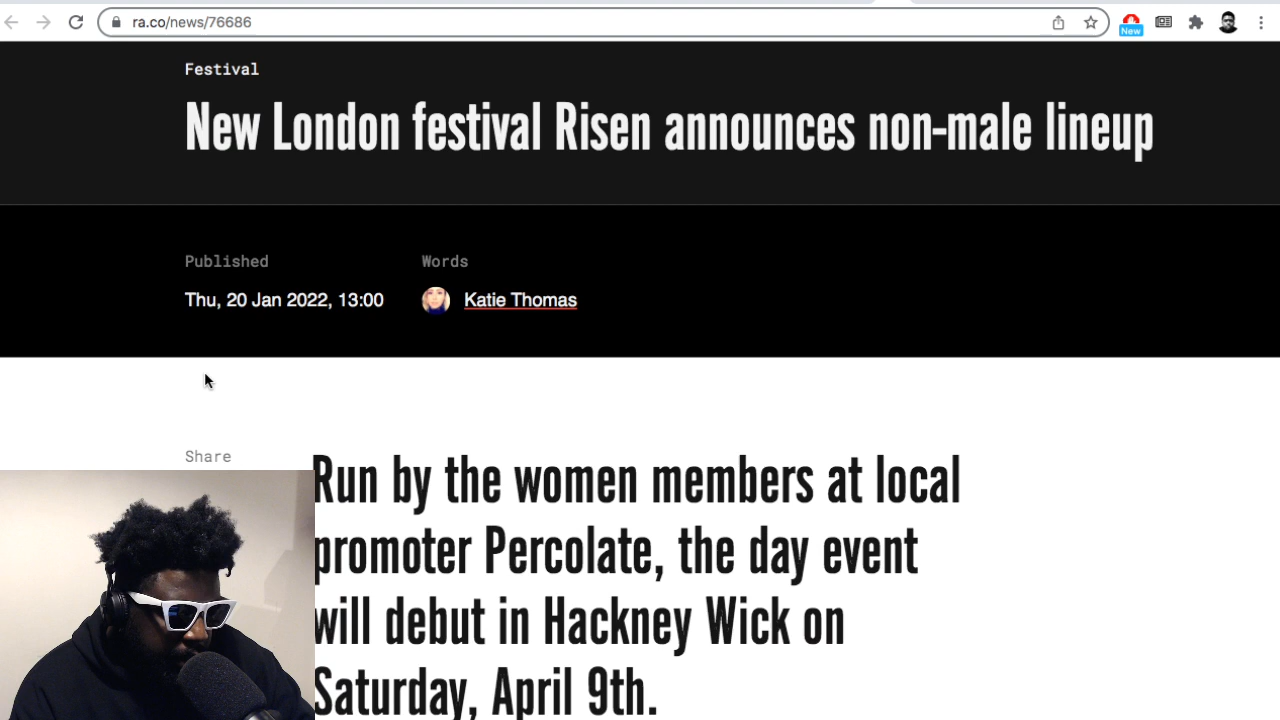 ra.co/news/76686
New
Festival
New London festival Risen announces non-male lineup
Published
Words
Thu, 20 Jan 2022, 13:00
Katie Thomas
Share
Run by the women members at local
promoter Percolate, the day event
will debut in Hackney Wick on
Saturday, April 9th.